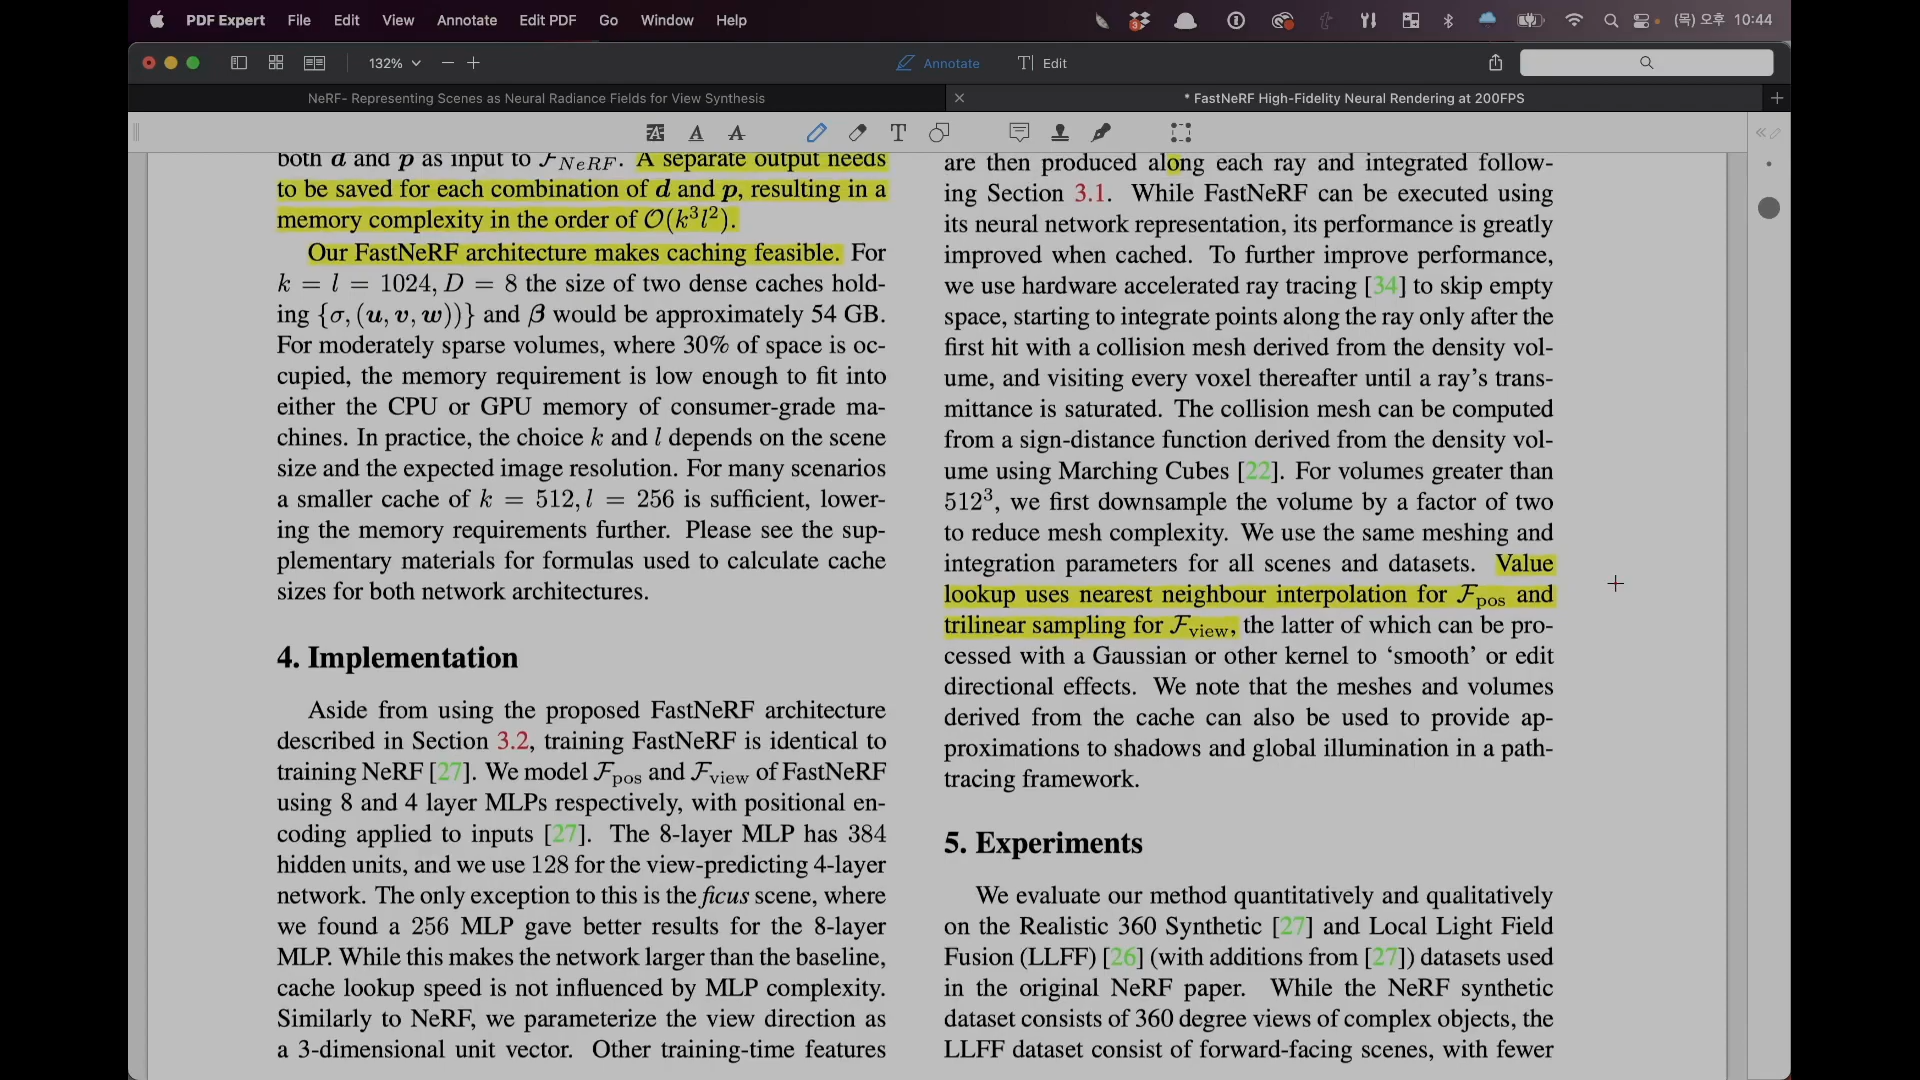 PDF Expert File Edit View Annotate Edit PDF Go Window Help (목) 오후 10:44
132% Annotate Edit
NeRF- Representing Scenes as Neural Radiance Fields for View Synthesis
* FastNeRF High-Fidelity Neural Rendering at 200FPS
both d and p as input to ℱNeRF. A separate output needs
to be saved for each combination of d and p, resulting in a
memory complexity in the order of 𝒪(k³l²).
Our FastNeRF architecture makes caching feasible. For
k = l = 1024, D = 8 the size of two dense caches hold-
ing {σ, (u, v, w))} and β would be approximately 54 GB.
For moderately sparse volumes, where 30% of space is oc-
cupied, the memory requirement is low enough to fit into
either the CPU or GPU memory of consumer-grade ma-
chines. In practice, the choice k and l depends on the scene
size and the expected image resolution. For many scenarios
a smaller cache of k = 512, l = 256 is sufficient, lower-
ing the memory requirements further. Please see the sup-
plementary materials for formulas used to calculate cache
sizes for both network architectures.
4. Implementation
Aside from using the proposed FastNeRF architecture
described in Section 3.2, training FastNeRF is identical to
training NeRF [27]. We model ℱpos and ℱview of FastNeRF
using 8 and 4 layer MLPs respectively, with positional en-
coding applied to inputs [27]. The 8-layer MLP has 384
hidden units, and we use 128 for the view-predicting 4-layer
network. The only exception to this is the ficus scene, where
we found a 256 MLP gave better results for the 8-layer
MLP. While this makes the network larger than the baseline,
cache lookup speed is not influenced by MLP complexity.
Similarly to NeRF, we parameterize the view direction as
a 3-dimensional unit vector. Other training-time features
are then produced along each ray and integrated follow-
ing Section 3.1. While FastNeRF can be executed using
its neural network representation, its performance is greatly
improved when cached. To further improve performance,
we use hardware accelerated ray tracing [34] to skip empty
space, starting to integrate points along the ray only after the
first hit with a collision mesh derived from the density vol-
ume, and visiting every voxel thereafter until a ray's trans-
mittance is saturated. The collision mesh can be computed
from a sign-distance function derived from the density vol-
ume using Marching Cubes [22]. For volumes greater than
512³, we first downsample the volume by a factor of two
to reduce mesh complexity. We use the same meshing and
integration parameters for all scenes and datasets. Value
lookup uses nearest neighbour interpolation for ℱpos and
trilinear sampling for ℱview, the latter of which can be pro-
cessed with a Gaussian or other kernel to ‘smooth’ or edit
directional effects. We note that the meshes and volumes
derived from the cache can also be used to provide ap-
proximations to shadows and global illumination in a path-
tracing framework.
5. Experiments
We evaluate our method quantitatively and qualitatively
on the Realistic 360 Synthetic [27] and Local Light Field
Fusion (LLFF) [26] (with additions from [27]) datasets used
in the original NeRF paper. While the NeRF synthetic
dataset consists of 360 degree views of complex objects, the
LLFF dataset consist of forward-facing scenes, with fewer